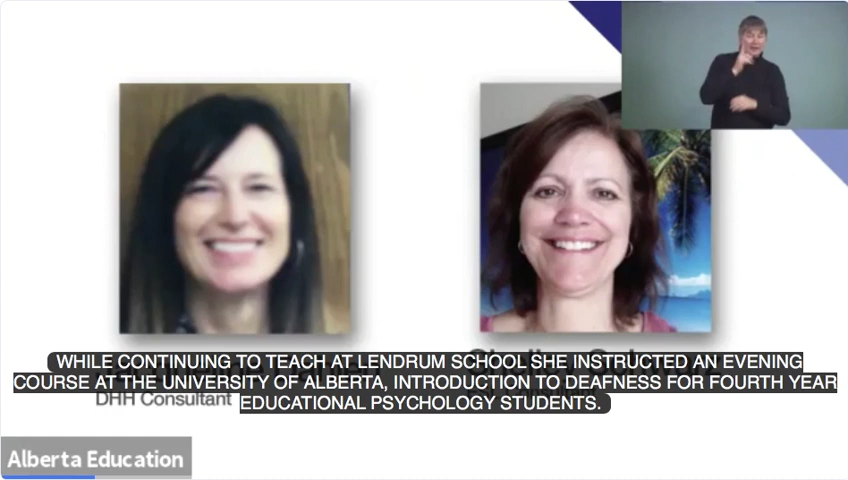 WHILE CONTINUING TO TEACH AT LENDRUM SCHOOL SHE INSTRUCTED AN EVENING
COURSE AT THE UNIVERSITY OF ALBERTA, INTRODUCTION TO DEAFNESS FOR FOURTH YEAR
DHH Consultant
EDUCATIONAL PSYCHOLOGY STUDENTS.
Alberta Education